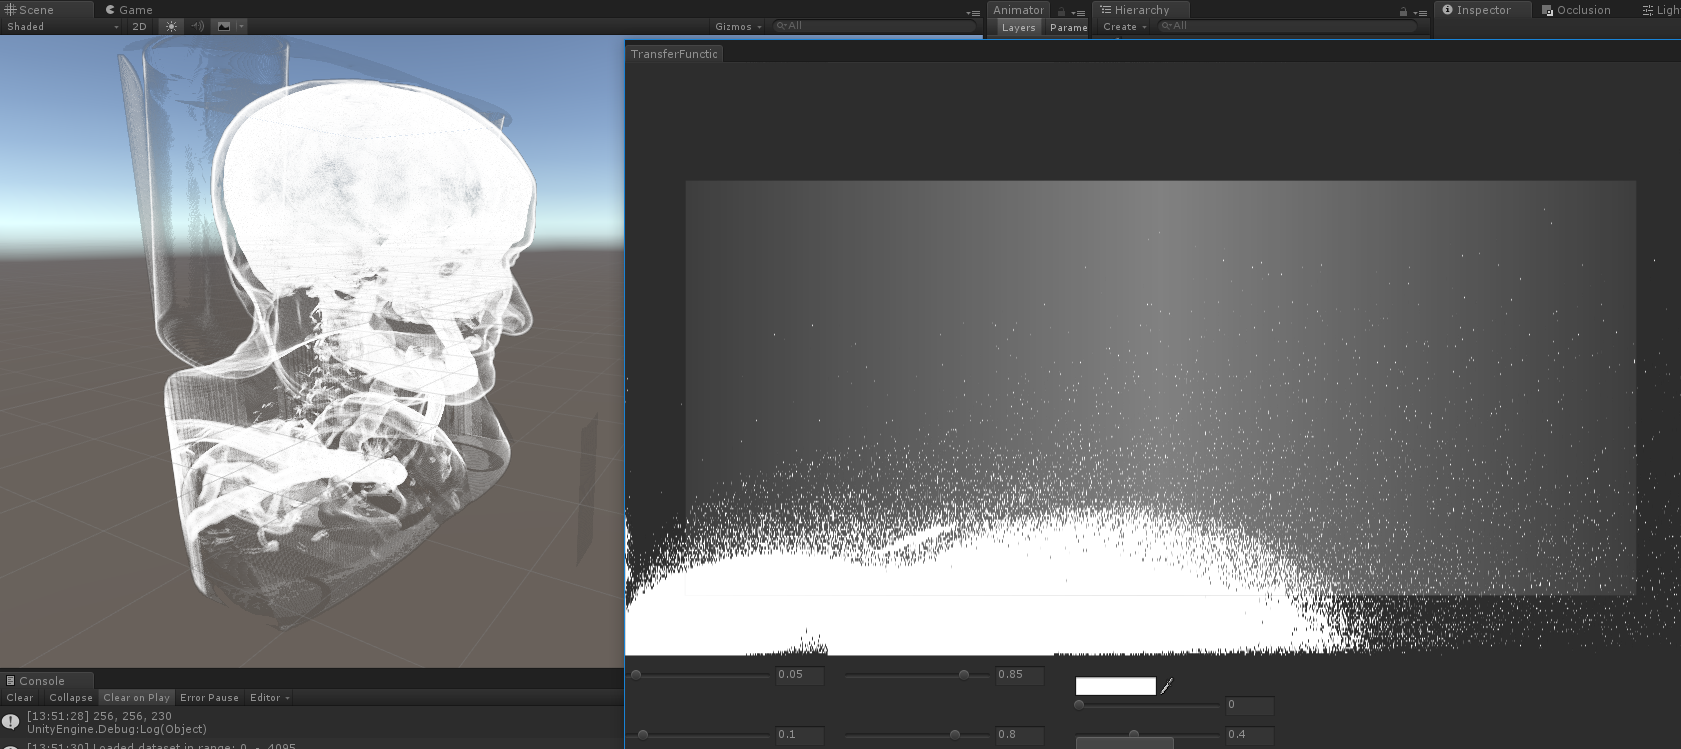 Scene Game Animator Hierarchy Inspector Occlusion Ligh
Shaded 2D Gizmos All Layers Parame Create All
TransferFunctic
0.05 0.85
0
0.1 0.8 0.4
Console
Clear Collapse Clear on Play Error Pause Editor
[13:51:28] 256, 256, 230
UnityEngine.Debug:Log(Object)
[13:51:30] Loaded dataset in range: 0 - 4095